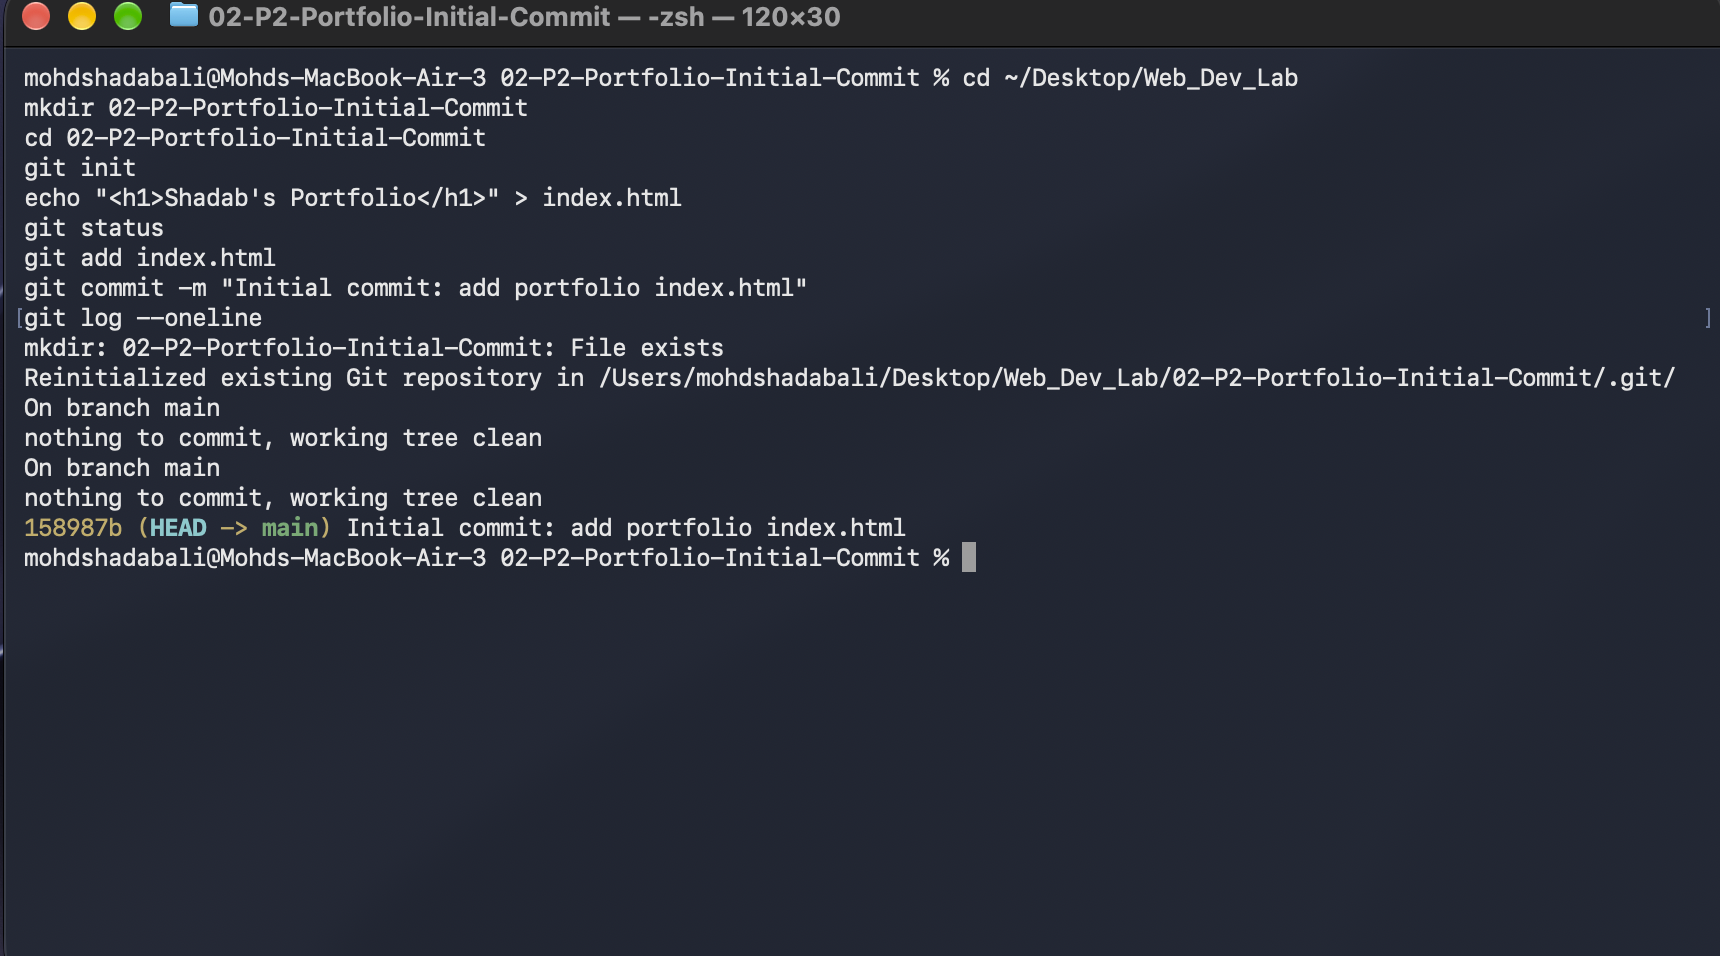 02-P2-Portfolio-Initial-Commit — -zsh — 120×30
mohdshadabali@Mohds-MacBook-Air-3 02-P2-Portfolio-Initial-Commit % cd ~/Desktop/Web_Dev_Lab
mkdir 02-P2-Portfolio-Initial-Commit
cd 02-P2-Portfolio-Initial-Commit
git init
echo "<h1>Shadab's Portfolio</h1>" > index.html
git status
git add index.html
git commit -m "Initial commit: add portfolio index.html"
[git log --oneline ]
mkdir: 02-P2-Portfolio-Initial-Commit: File exists
Reinitialized existing Git repository in /Users/mohdshadabali/Desktop/Web_Dev_Lab/02-P2-Portfolio-Initial-Commit/.git/
On branch main
nothing to commit, working tree clean
On branch main
nothing to commit, working tree clean
158987b (HEAD -> main) Initial commit: add portfolio index.html
mohdshadabali@Mohds-MacBook-Air-3 02-P2-Portfolio-Initial-Commit %